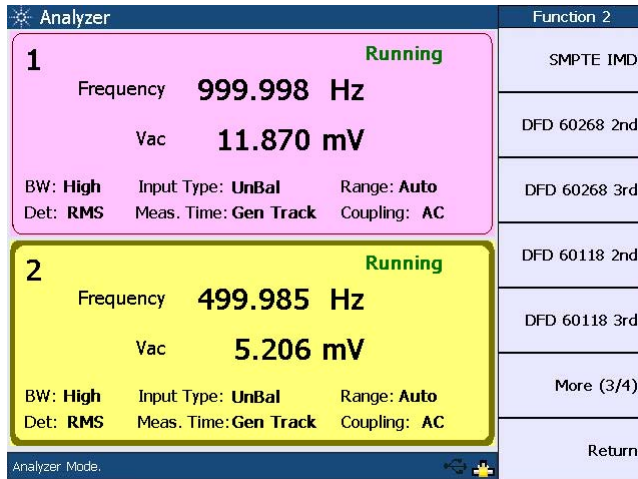 Analyzer
1
Running
Frequency 999.998 Hz
Vac 11.870 mV
BW: High Input Type: UnBal Range: Auto
Det: RMS Meas. Time: Gen Track Coupling: AC
2
Running
Frequency 499.985 Hz
Vac 5.206 mV
BW: High Input Type: UnBal Range: Auto
Det: RMS Meas. Time: Gen Track Coupling: AC
Analyzer Mode.
Function 2
SMPTE IMD
DFD 60268 2nd
DFD 60268 3rd
DFD 60118 2nd
DFD 60118 3rd
More (3/4)
Return